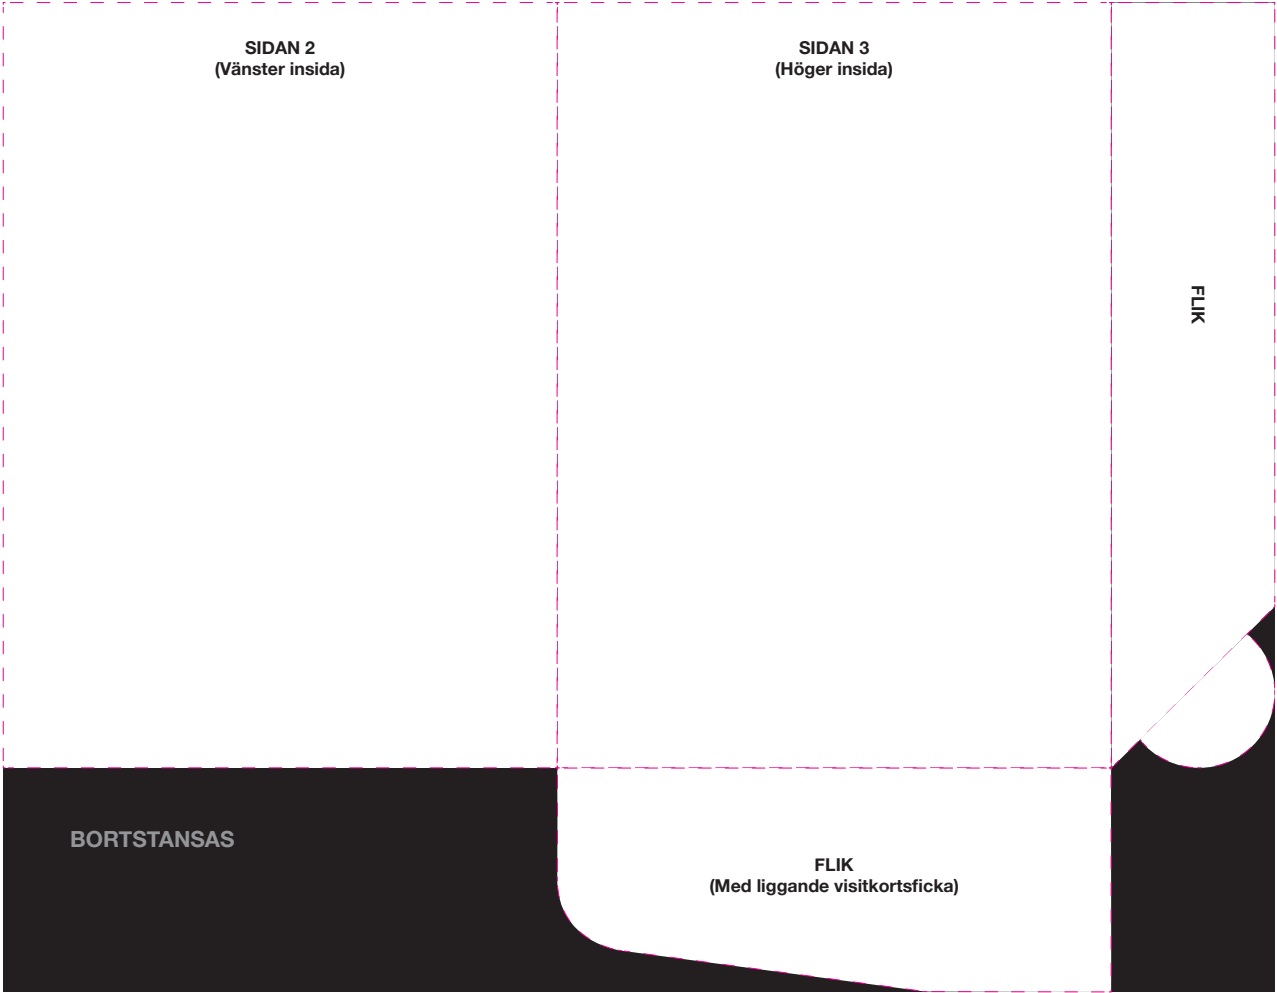 SIDAN 2
(Vänster insida)
SIDAN 3
(Höger insida)
FLIK
BORTSTANSAS
FLIK
(Med liggande visitkortsficka)